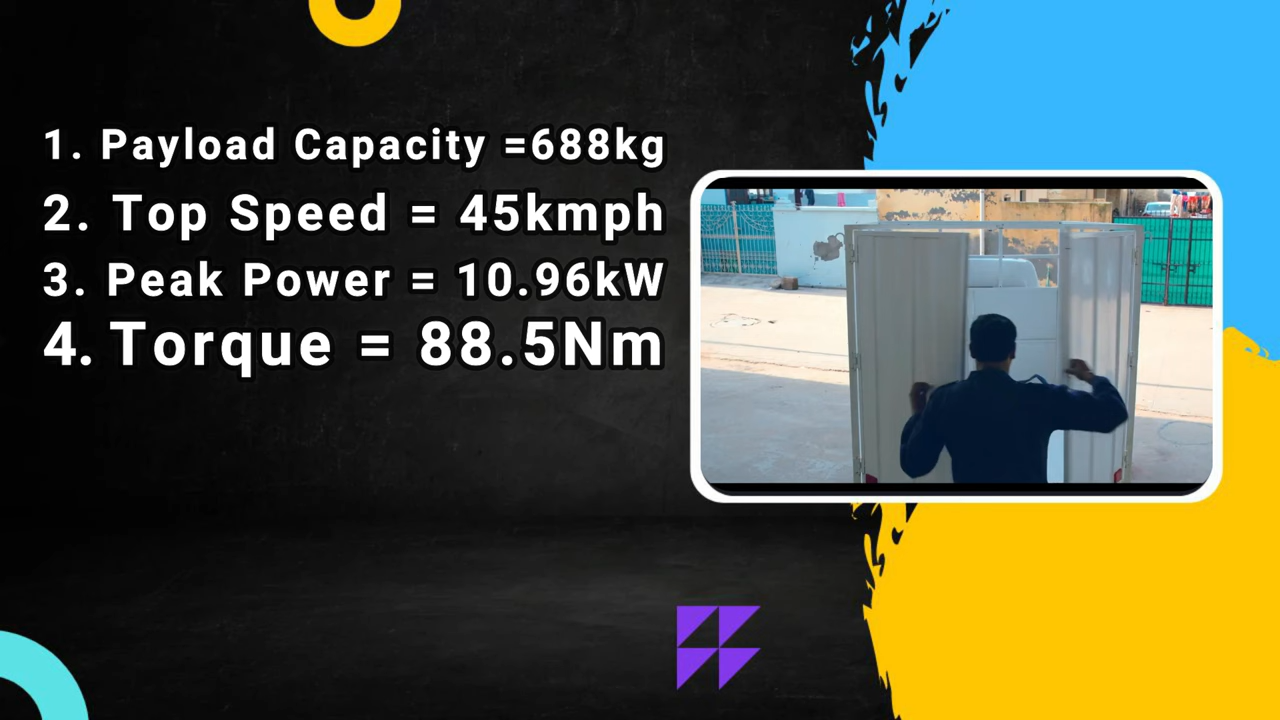 1. Payload Capacity =688kg
2. Top Speed = 45kmph
3. Peak Power = 10.96kW
4. Torque = 88.5Nm